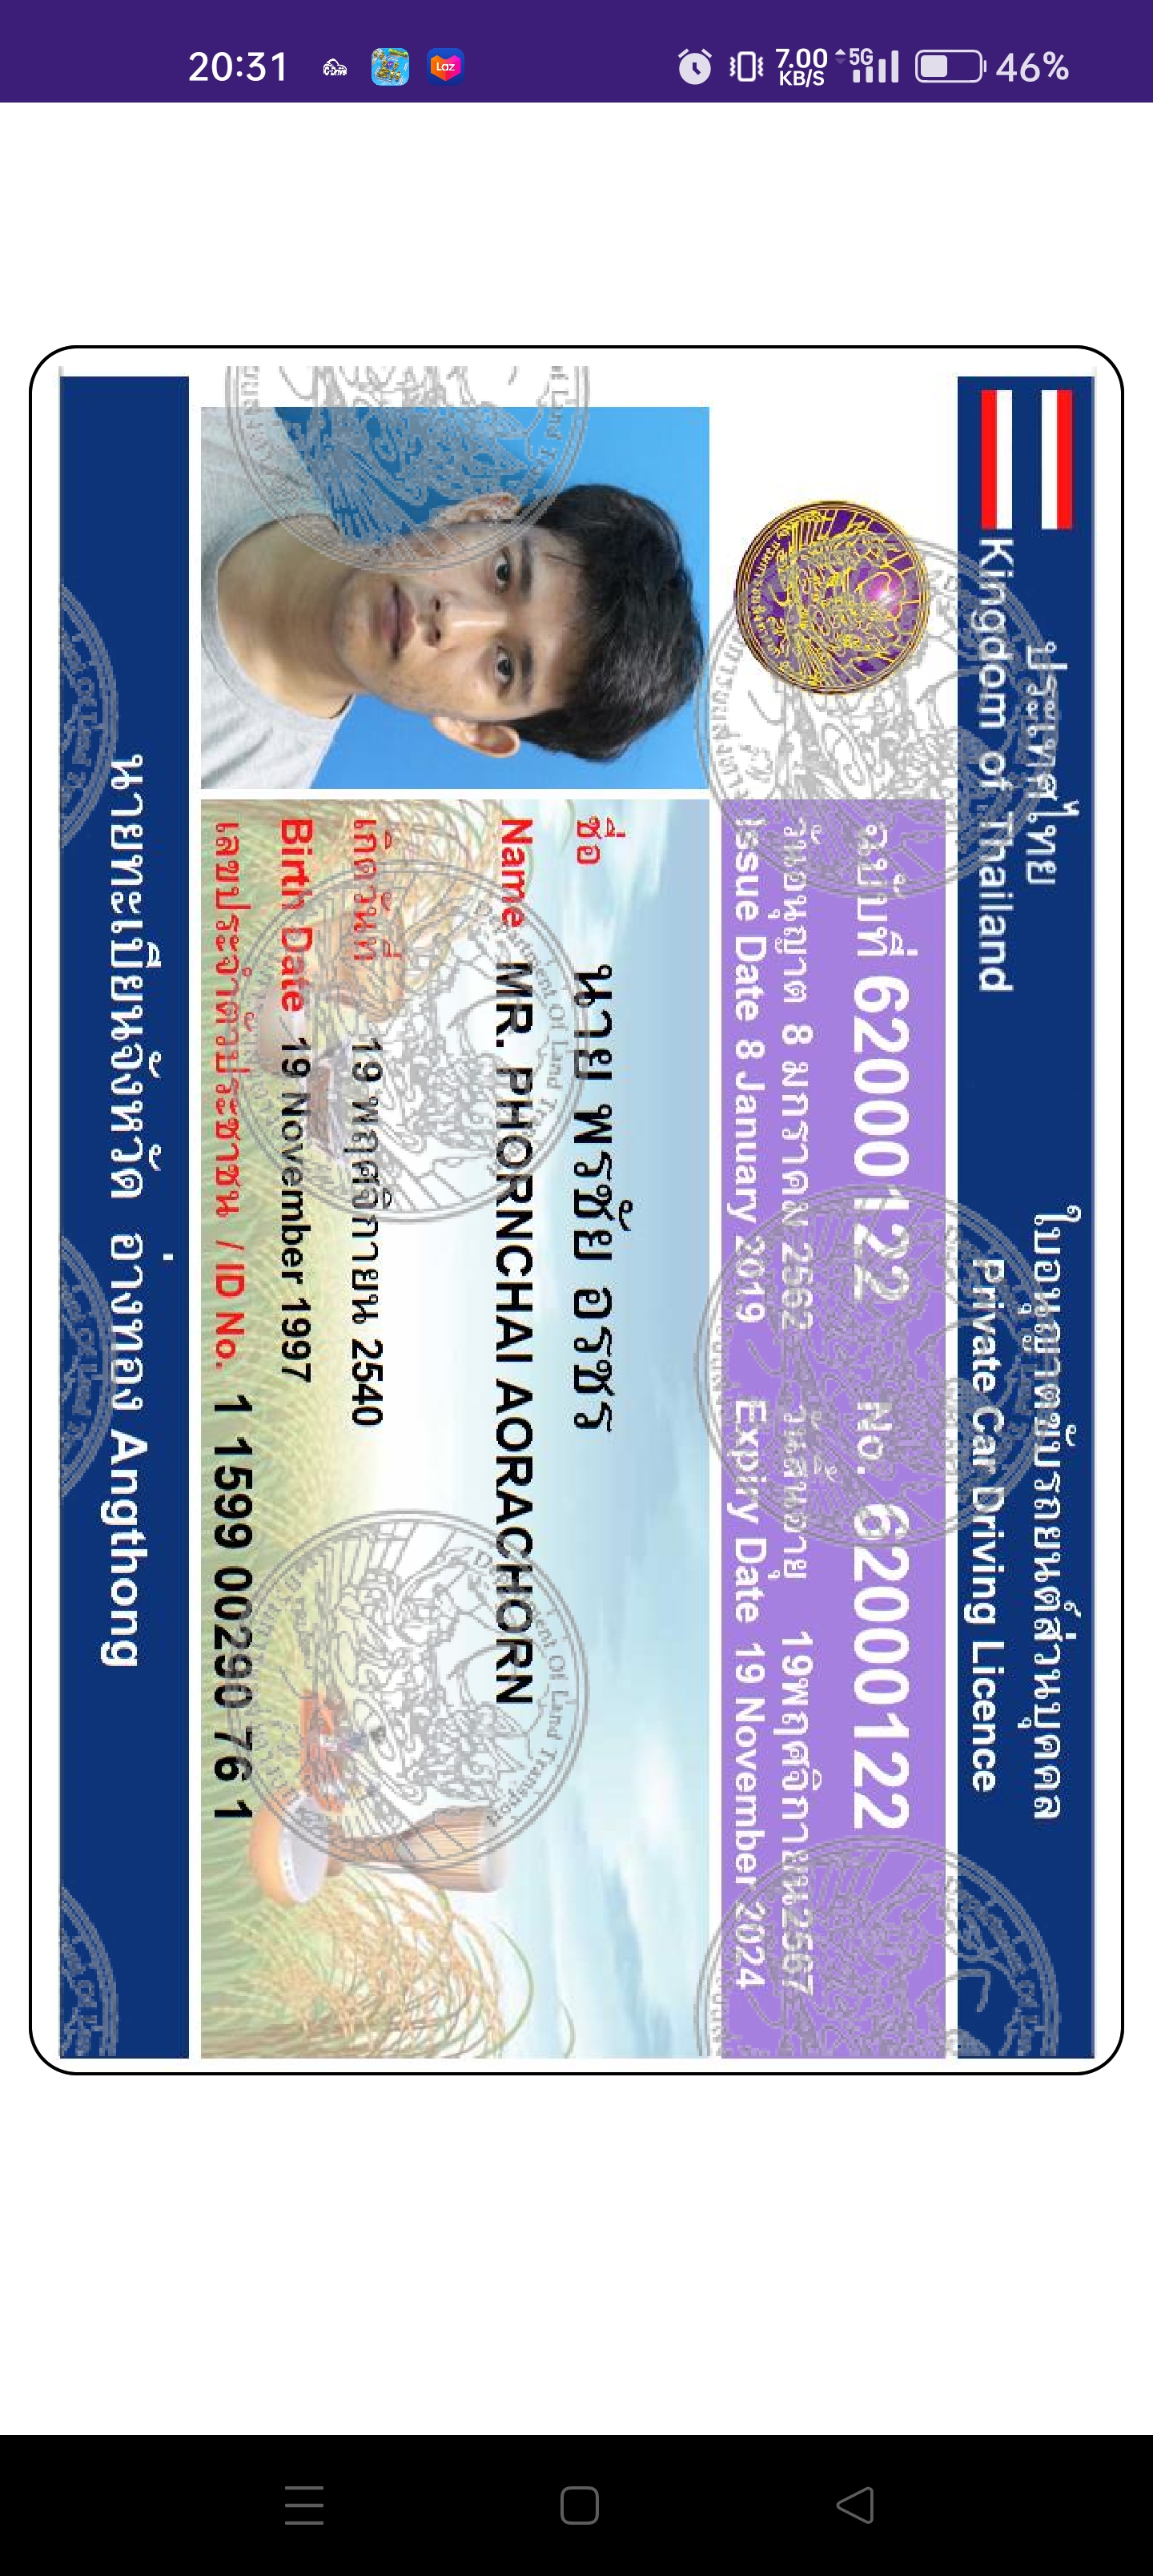 20:31
Laz
7.00 KB/S
5G
46%
ประเทศไทย
Kingdom of Thailand
ใบอนุญาตขับรถยนต์ส่วนบุคคล
Private Car Driving Licence
ฉบับที่ 62000122 No. 62000122
วันอนุญาต 8 มกราคม 2562 วันสิ้นอายุ 19พฤศจิกายน2567
Issue Date 8 January 2019 Expiry Date 19 November 2024
ชื่อ นาย พรชัย อรชร
Name MR. PHORNCHAI AORACHORN
เกิดวันที่ 19 พฤศจิกายน 2540
Birth Date 19 November 1997
เลขประจำตัวประชาชน / ID No. 1 1599 00290 76 1
นายทะเบียนจังหวัด อ่างทอง Angthong